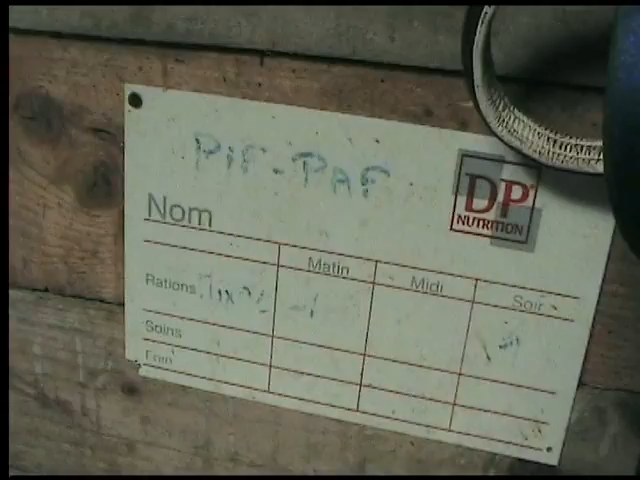 PiF-PAF
DP
NUTRITION
Nom
Matin Midi Soir
Rations
Soins
Foin